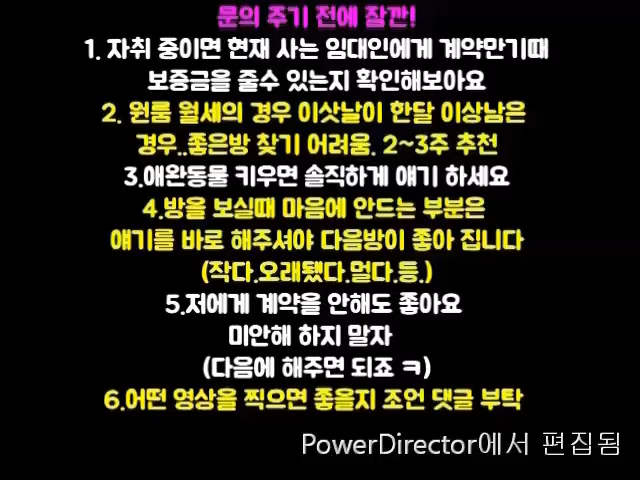 문의 주기 전에 잠깐!
1. 자취 중이면 현재 사는 임대인에게 계약만기때
보증금을 줄수 있는지 확인해보아요
2. 원룸 월세의 경우 이삿날이 한달 이상남은
경우..좋은방 찾기 어려움. 2~3주 추천
3.애완동물 키우면 솔직하게 얘기 하세요
4.방을 보실때 마음에 안드는 부분은
얘기를 바로 해주셔야 다음방이 좋아 집니다
(작다.오래됐다.멀다.등.)
5.저에게 계약을 안해도 좋아요
미안해 하지 말자
(다음에 해주면 되죠 ㅋ)
6.어떤 영상을 찍으면 좋을지 조언 댓글 부탁
PowerDirector에서 편집됨